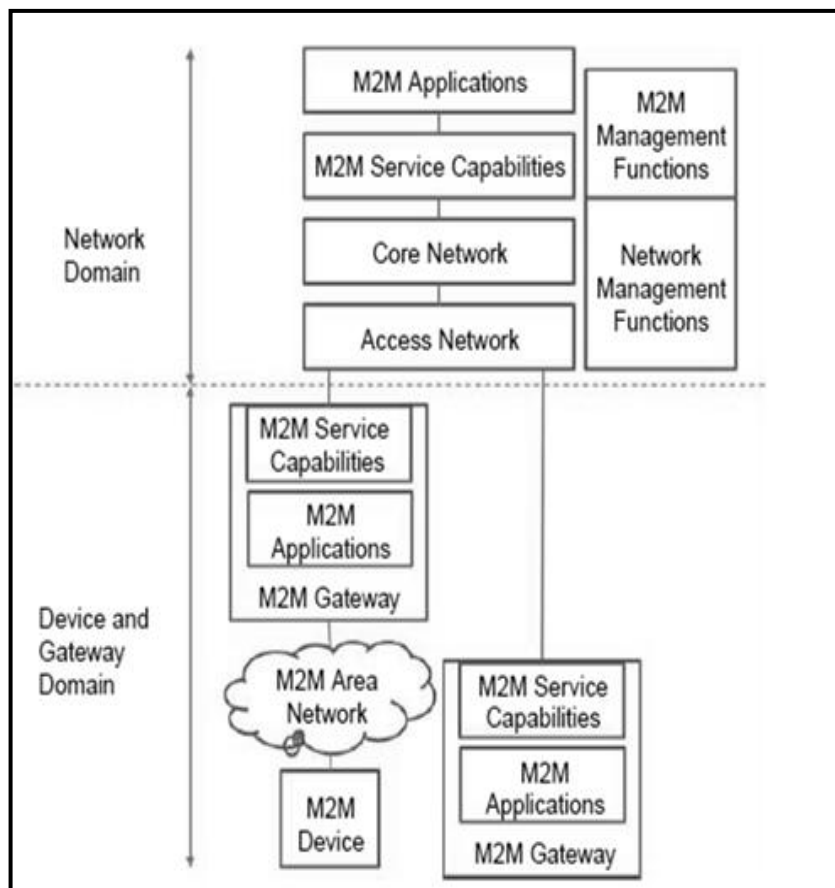 M2M Applications
M2M
Management
Functions
M2M Service Capabilities
Network
Domain
Core Network
Network
Management
Functions
Access Network
M2M Service
Capabilities
M2M
Applications
M2M Gateway
Device and
Gateway
Domain
M2M Area
Network
M2M
Device
M2M Service
Capabilities
M2M
Applications
M2M Gateway